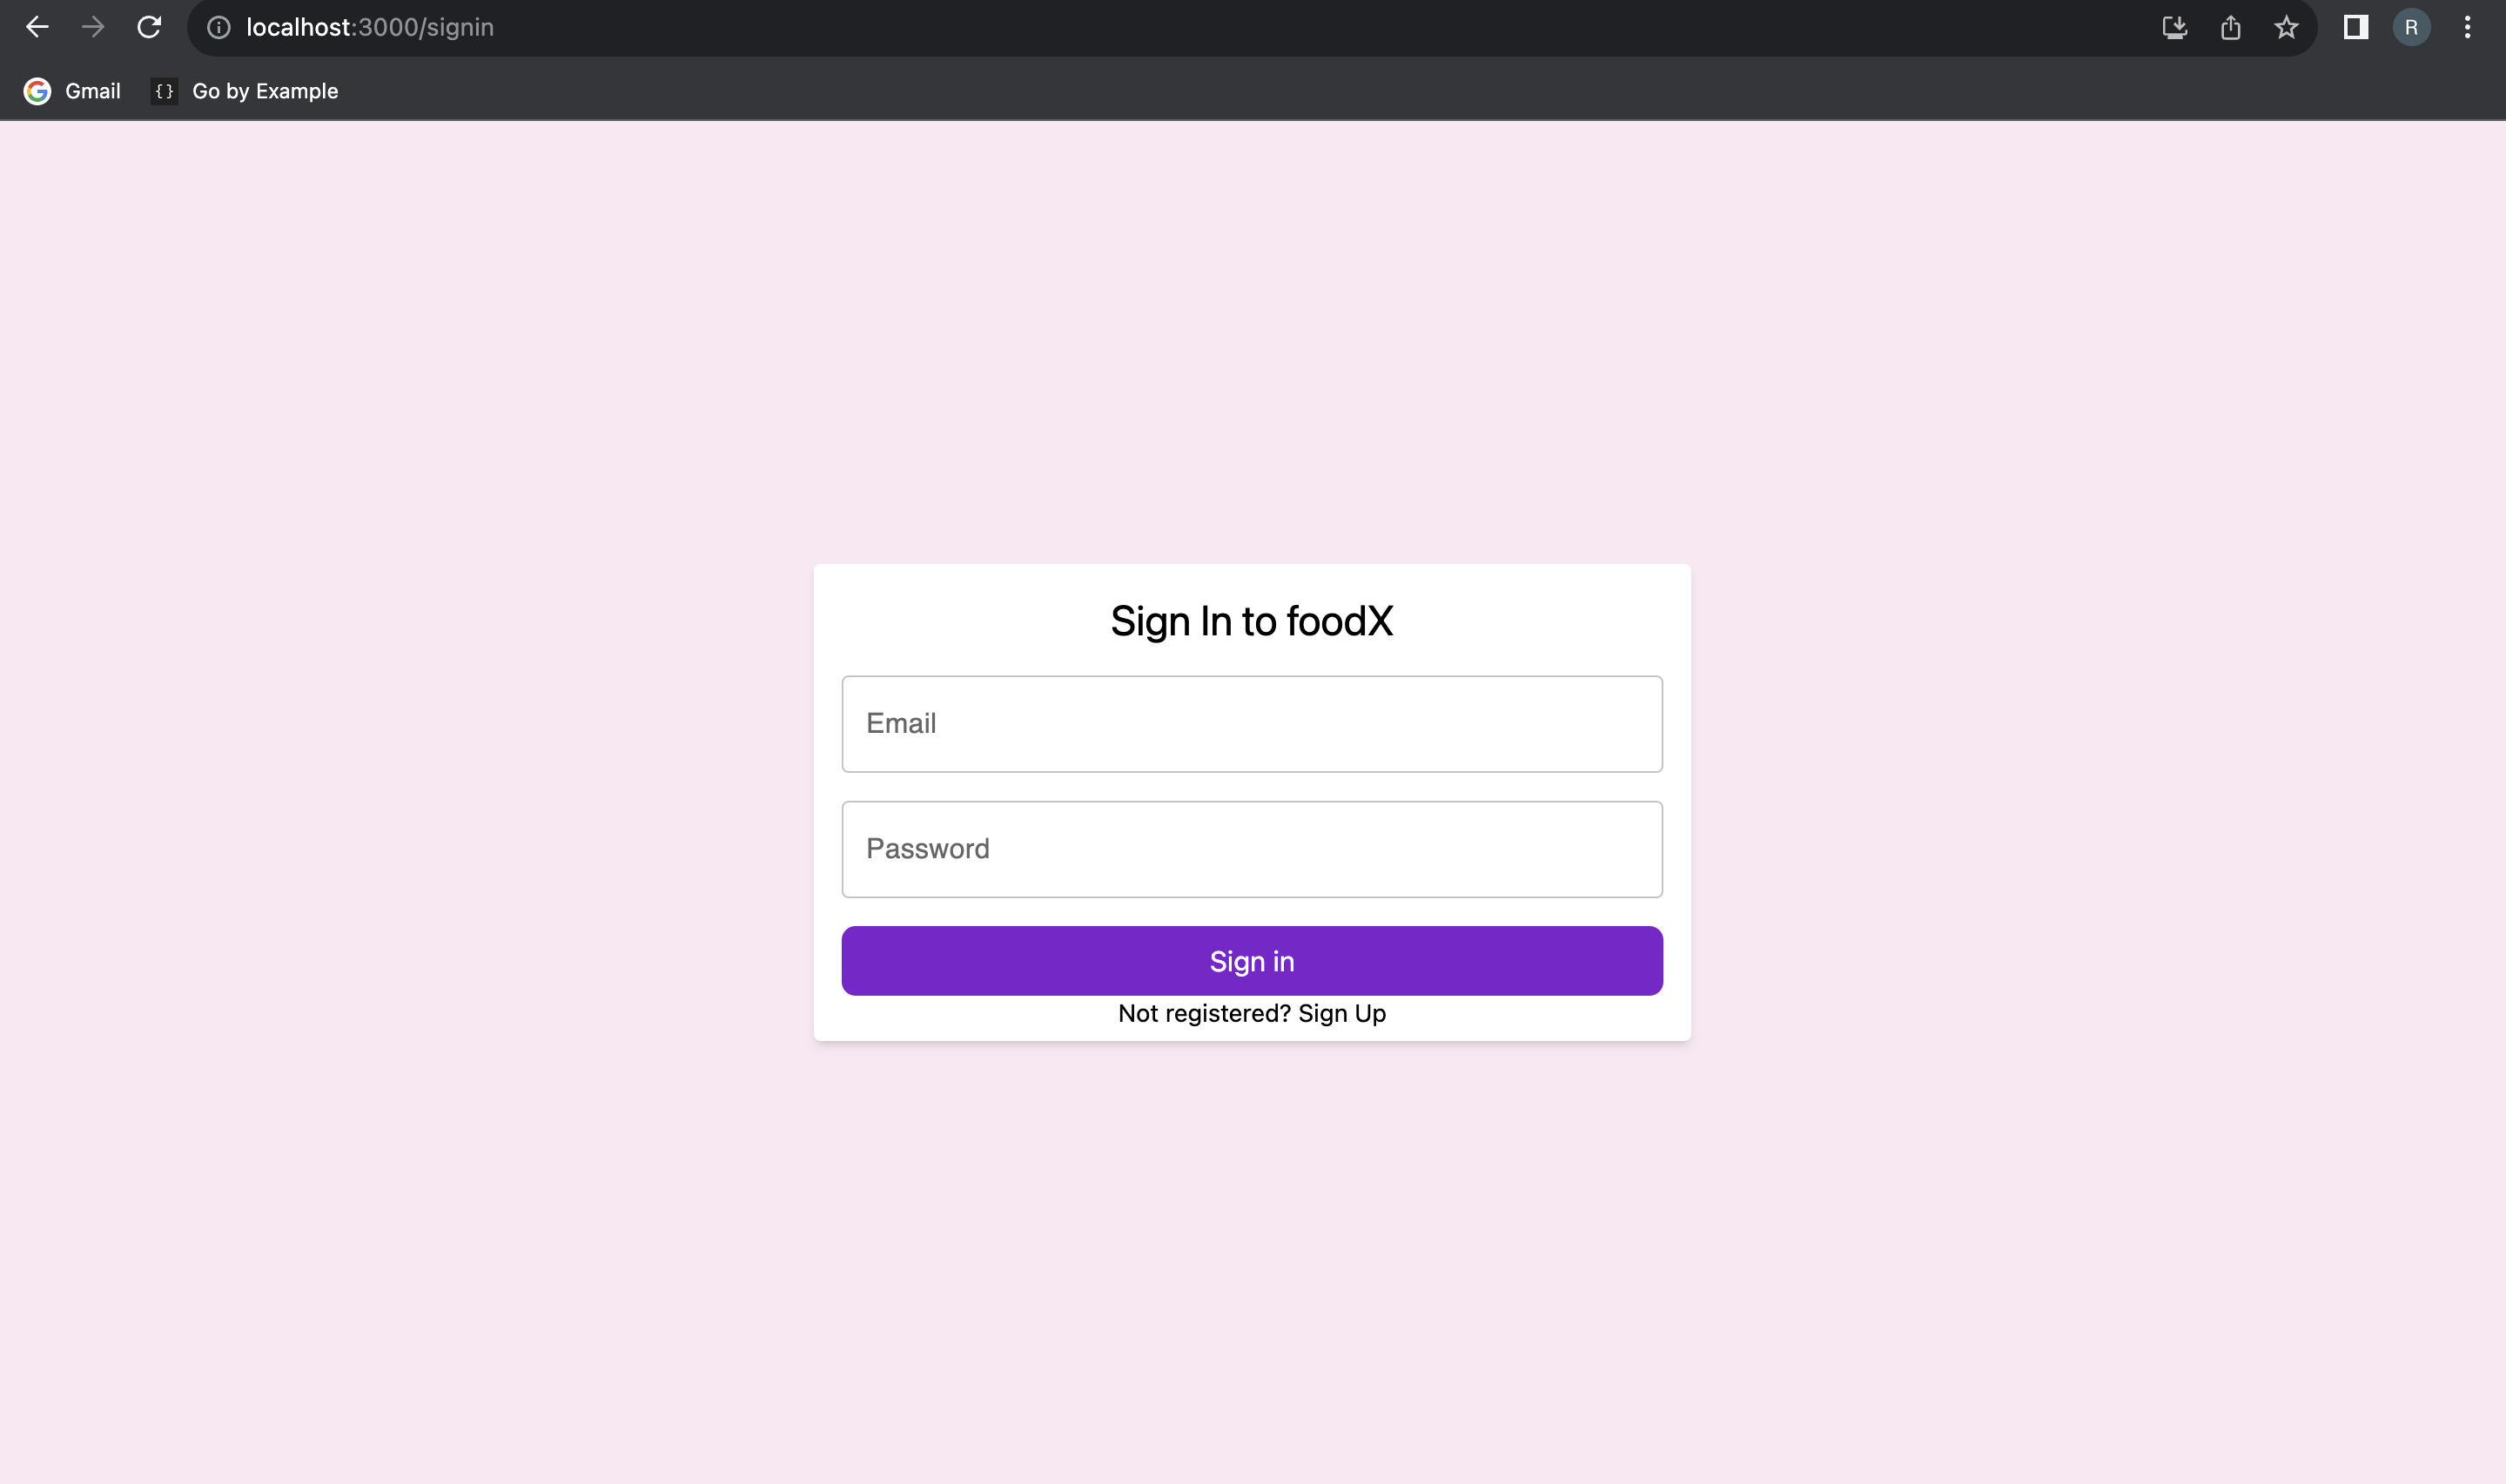 localhost:3000/signin
R
Gmail
{} Go by Example
Sign In to foodX
Email
Password
Sign in
Not registered? Sign Up